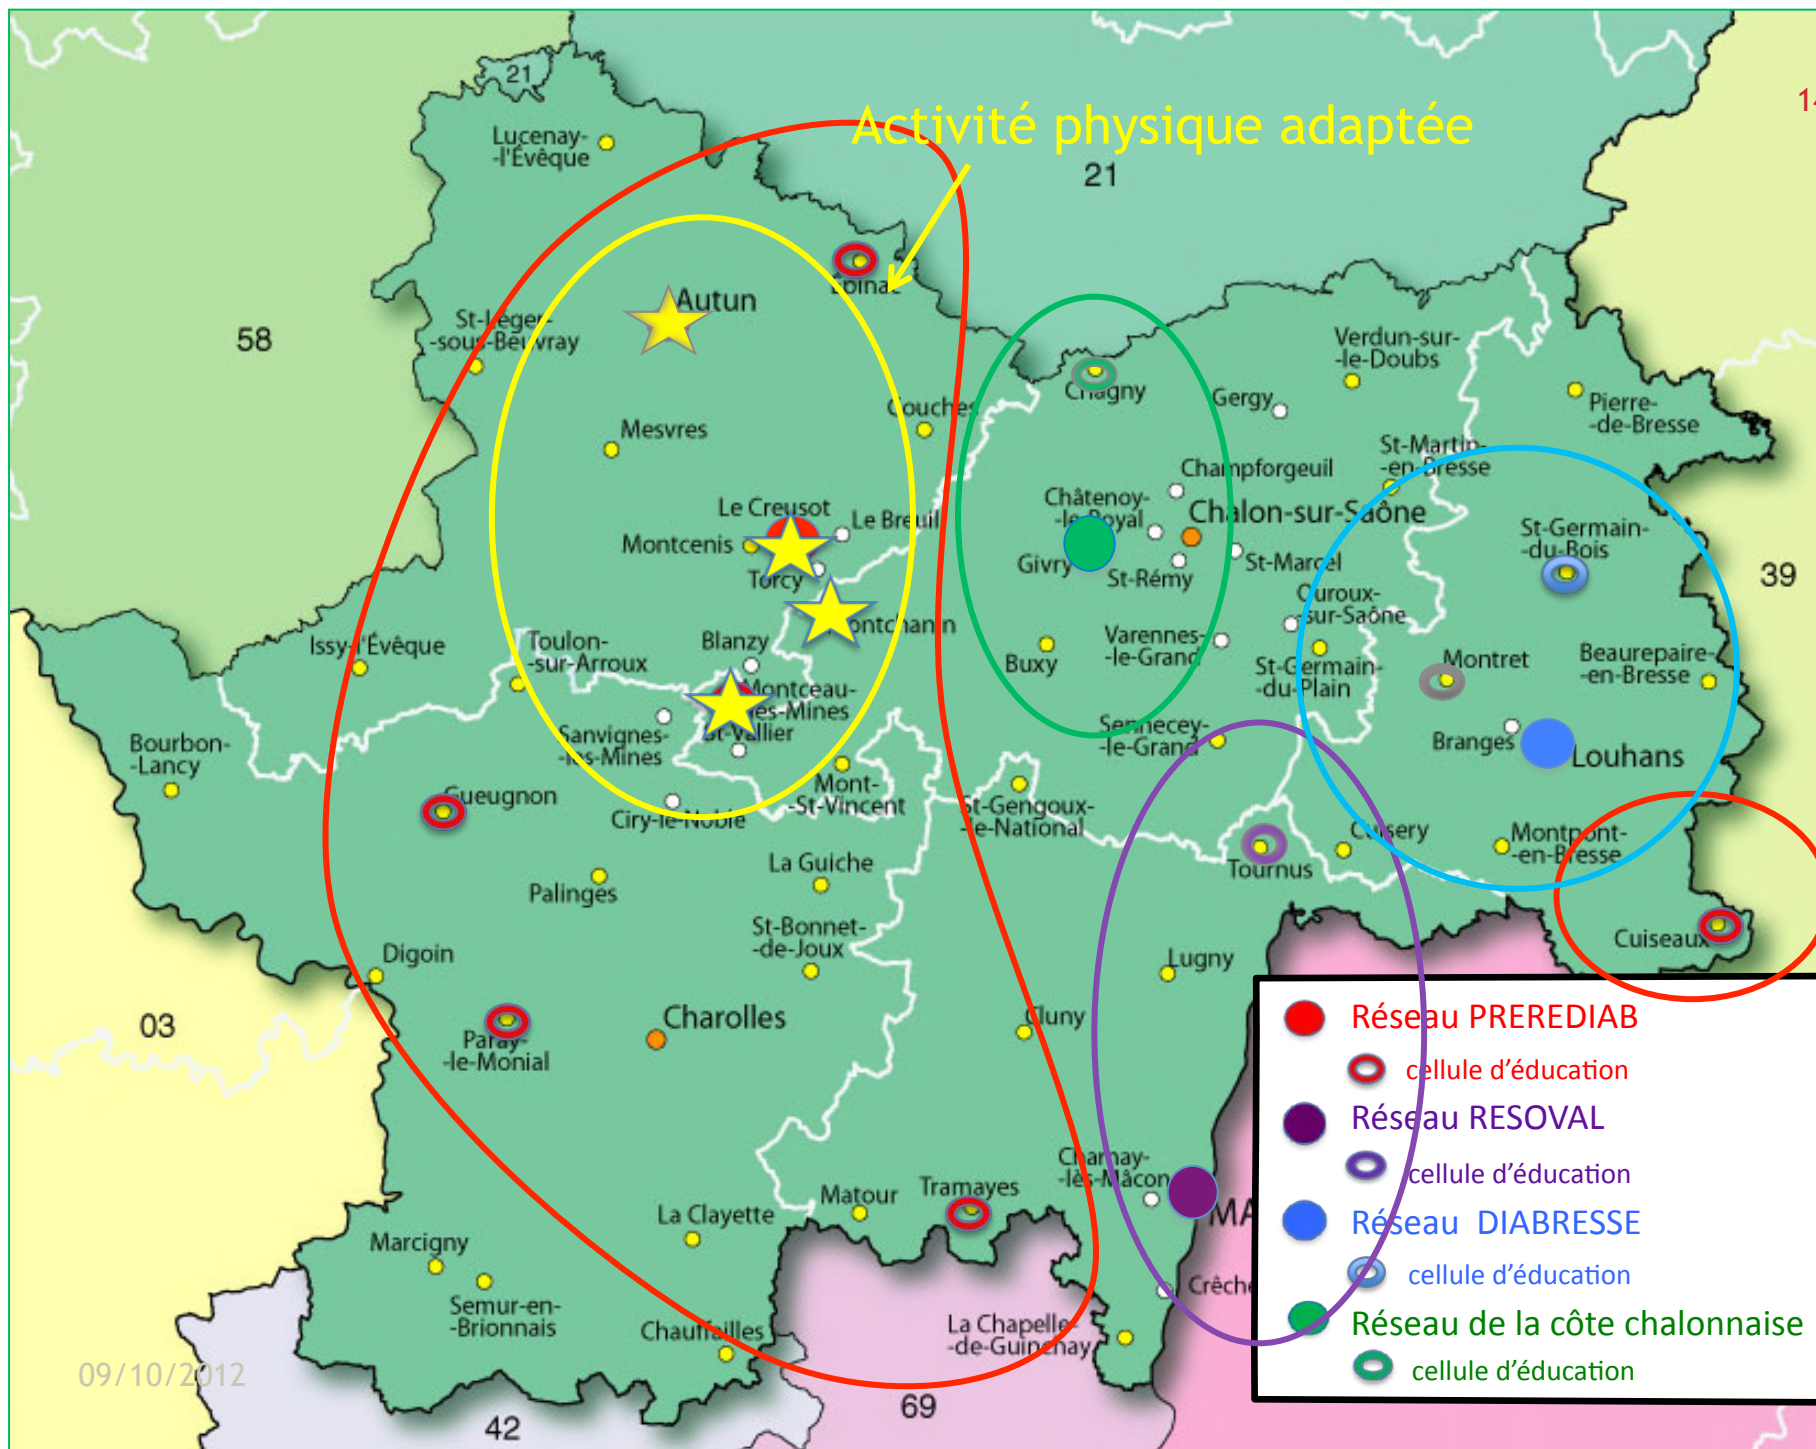 14
21
Lucenay-
-l'Évêque
Activité physique adaptée
21
Épinac
Autun
58
St-Léger-
-sous-Beuvray
Verdun-sur-
-le-Doubs
Chagny
Gergy
Pierre-
-de-Bresse
Couches
Mesvres
St-Martin-
-en-Bresse
Champforgeuil
Châtenoy-
-le-Royal
Chalon-sur-Saône
Le Creusot
Le Breuil
St-Germain-
-du-Bois
Montcenis
Torcy
Givry
St-Rémy
St-Marcel
39
Ouroux-
-sur-Saône
Montchanin
Issy-l'Évêque
Toulon-
-sur-Arroux
Blanzy
Buxy
Varennes-
-le-Grand
St-Germain-
-du-Plain
Montret
Beaurepaire-
-en-Bresse
Montceau-
-les-Mines
St-Vallier
Sanvignes-
-les-Mines
Bourbon-
-Lancy
Sennecey-
-le-Grand
Branges
Louhans
Mont-
-St-Vincent
Gueugnon
Ciry-le-Noble
St-Gengoux-
-le-National
Tournus
Cuisery
Montpont-
-en-Bresse
La Guiche
Palinges
St-Bonnet-
-de-Joux
Digoin
Lugny
Cuiseaux
03
Paray-
-le-Monial
Charolles
Cluny
Réseau PREREDIAB
cellule d'éducation
Réseau RESOVAL
cellule d'éducation
Réseau DIABRESSE
cellule d'éducation
Réseau de la côte chalonnaise
cellule d'éducation
Charnay-
-lès-Mâcon
MA
Matour
Tramayes
La Clayette
Marcigny
Crêche
Semur-en-
-Brionnais
Chauffailles
La Chapelle-
-de-Guinchay
09/10/2012
69
42